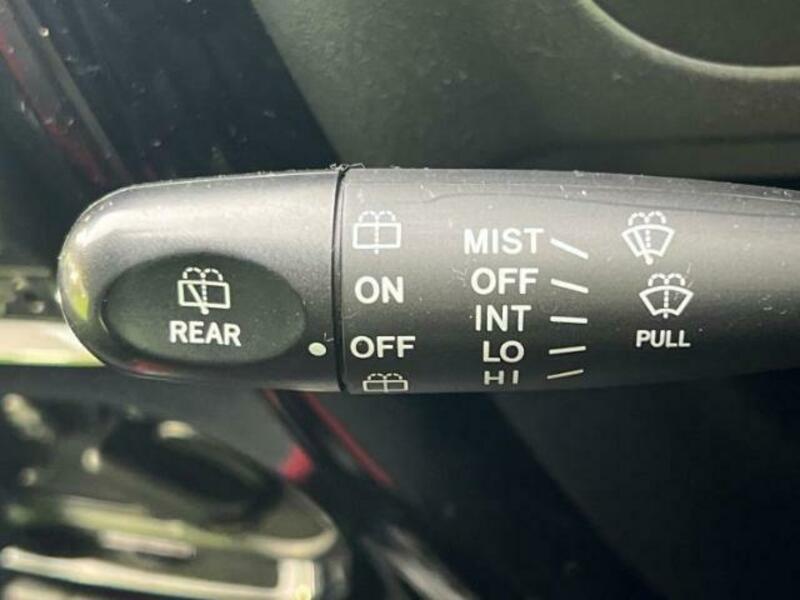 REAR
ON
OFF
MIST
OFF
INT
LO
HI
PULL